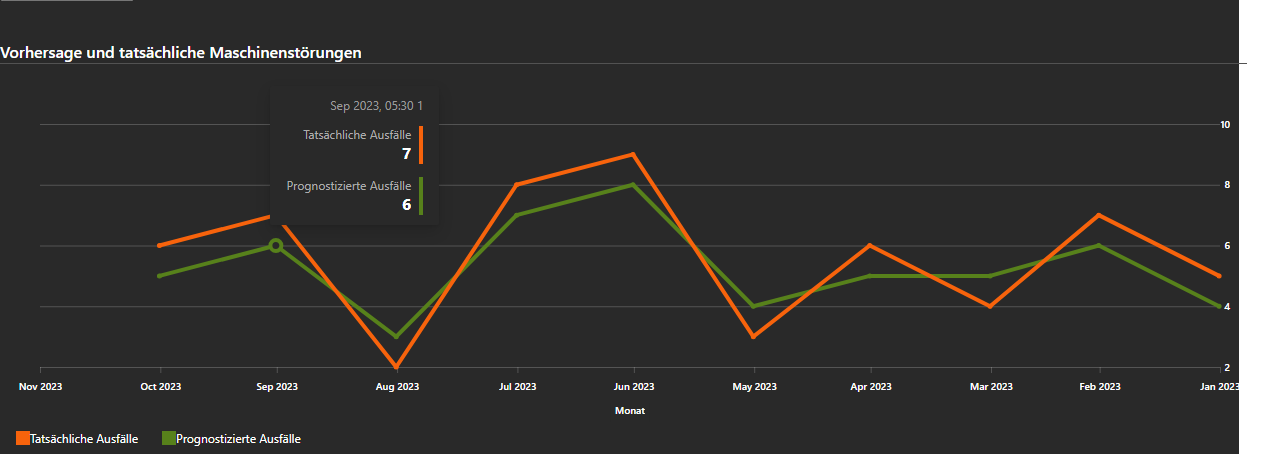 Vorhersage und tatsächliche Maschinenstörungen
Sep 2023, 05:30 1
Tatsächliche Ausfälle
7
Prognostizierte Ausfälle
6
10
8
6
4
2
Nov 2023 Oct 2023 Sep 2023 Aug 2023 Jul 2023 Jun 2023 May 2023 Apr 2023 Mar 2023 Feb 2023 Jan 2023
Monat
Tatsächliche Ausfälle Prognostizierte Ausfälle